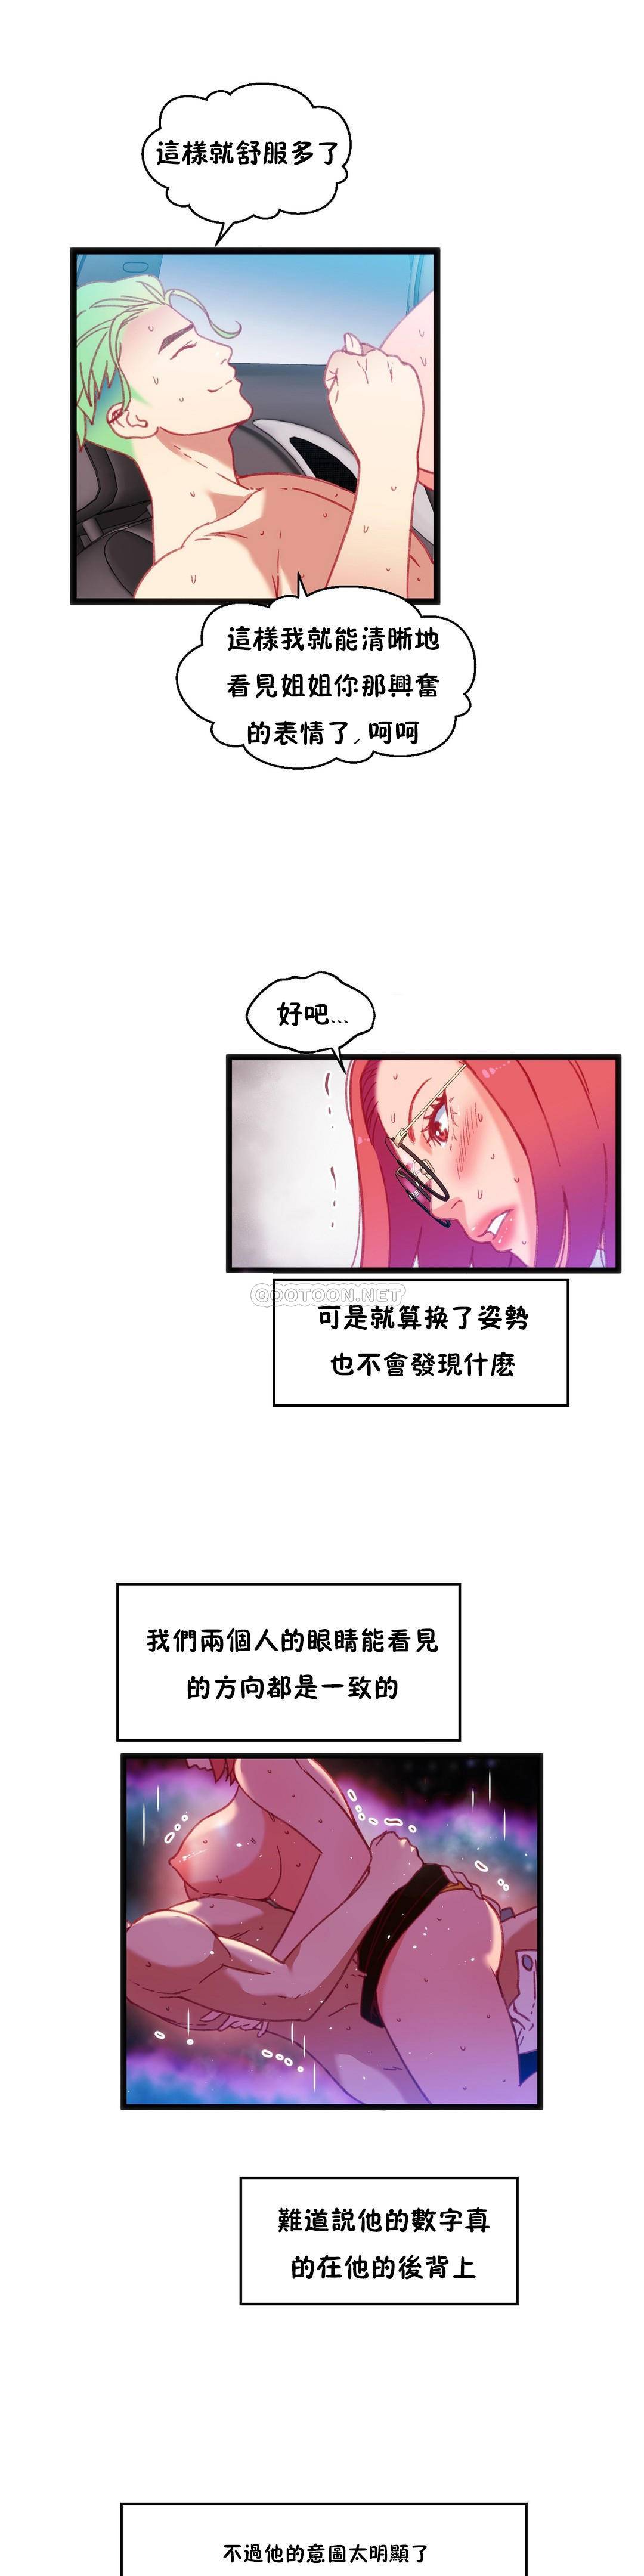 這樣就舒服多了
這樣我就能清晰地
看見姐姐你那興奮
的表情了, 呵呵
好吧...
QOOTOON.NET
可是就算換了姿勢
也不會發現什麽
我們兩個人的眼睛能看見
的方向都是一致的
難道説他的數字真
的在他的後背上
不過他的意圖太明顯了